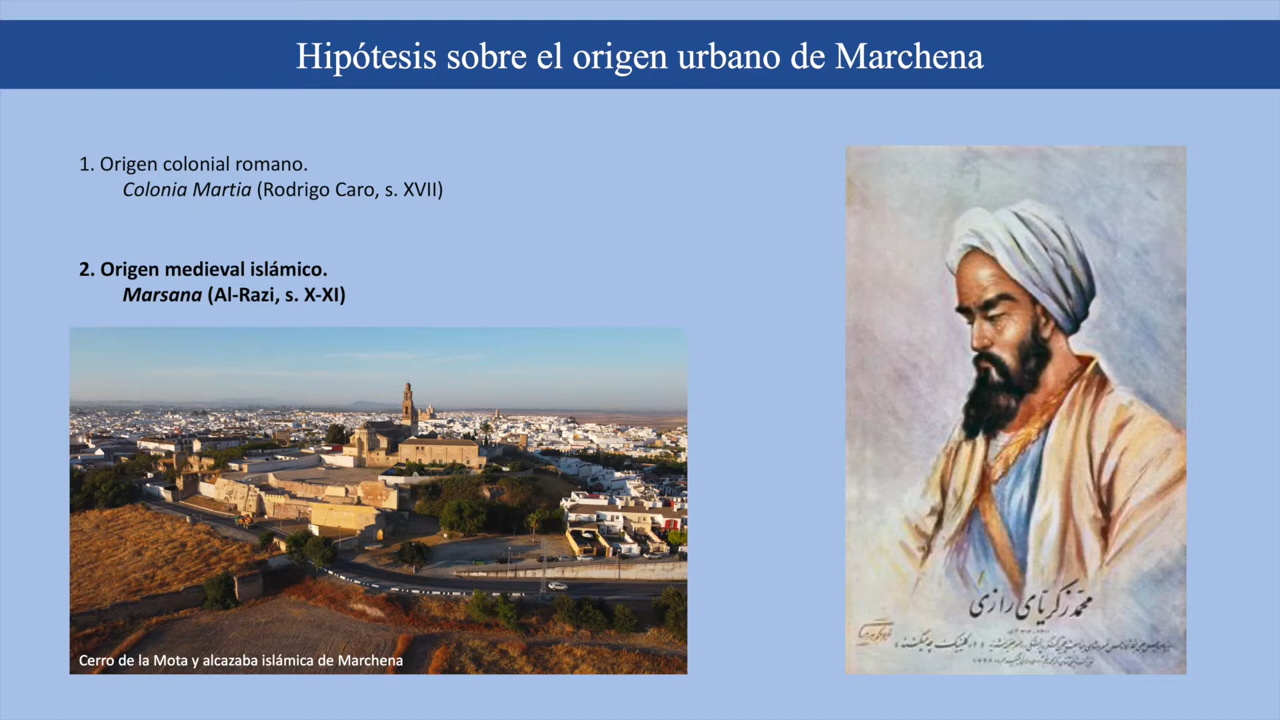 Hipótesis sobre el origen urbano de Marchena
1. Origen colonial romano.
Colonia Martia (Rodrigo Caro, s. XVII)
2. Origen medieval islámico.
Marsana (Al-Razi, s. X-XI)
Cerro de la Mota y alcazaba islámica de Marchena
محمد زکریای رازی